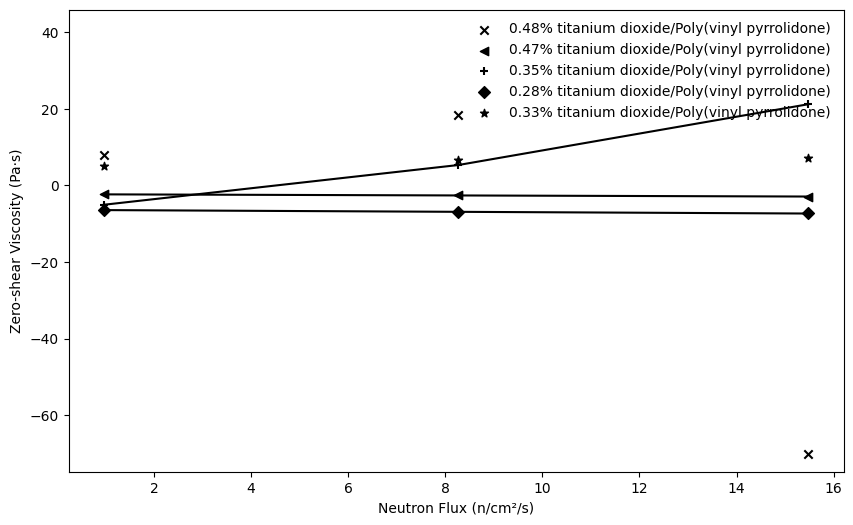 40
20
0
−20
−40
−60
Zero-shear Viscosity (Pa·s)
0.48% titanium dioxide/Poly(vinyl pyrrolidone)
0.47% titanium dioxide/Poly(vinyl pyrrolidone)
0.35% titanium dioxide/Poly(vinyl pyrrolidone)
0.28% titanium dioxide/Poly(vinyl pyrrolidone)
0.33% titanium dioxide/Poly(vinyl pyrrolidone)
2 4 6 8 10 12 14 16
Neutron Flux (n/cm²/s)